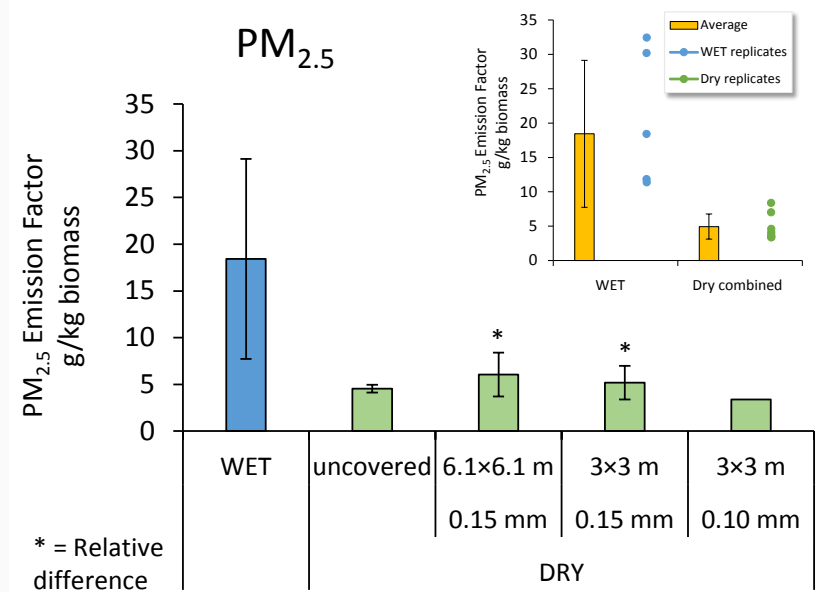 PM2.5
PM2.5 Emission Factor
g/kg biomass
35
30
25
20
15
10
5
0
WET
uncovered
6.1×6.1 m
3×3 m
3×3 m
0.15 mm
0.15 mm
0.10 mm
DRY
*
*
* = Relative
difference
PM2.5 Emission Factor
g/kg biomass
35
30
25
20
15
10
5
0
WET
Dry combined
Average
WET replicates
Dry replicates